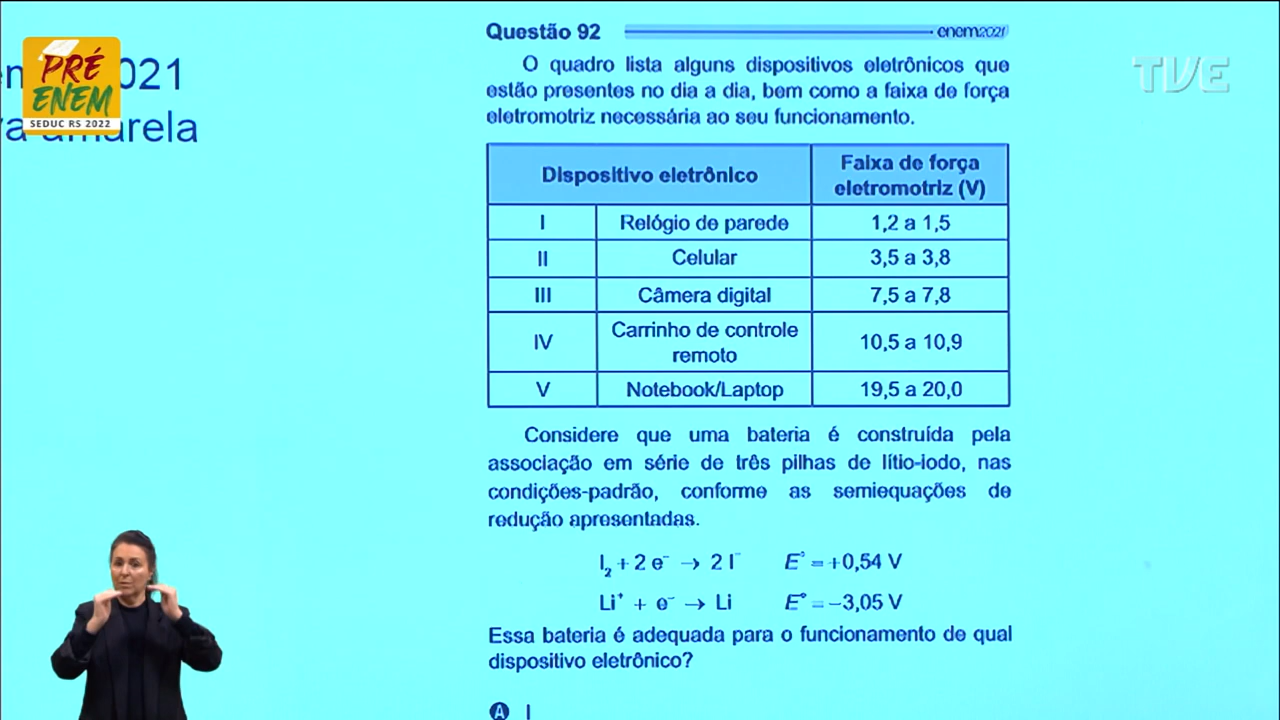 PRÉ
ENEM
SEDUC RS 2022
021
amarela
TVE
Questão 92
enem2021
O quadro lista alguns dispositivos eletrônicos que
estão presentes no dia a dia, bem como a faixa de força
eletromotriz necessária ao seu funcionamento.
Dispositivo eletrônico
Faixa de força
eletromotriz (V)
I Relógio de parede 1,2 a 1,5
II Celular 3,5 a 3,8
III Câmera digital 7,5 a 7,8
IV Carrinho de controle remoto 10,5 a 10,9
V Notebook/Laptop 19,5 a 20,0
Considere que uma bateria é construída pela
associação em série de três pilhas de lítio-iodo, nas
condições-padrão, conforme as semiequações de
redução apresentadas.
I₂ + 2 e⁻ → 2 I⁻ E° = +0,54 V
Li⁺ + e⁻ → Li E° = −3,05 V
Essa bateria é adequada para o funcionamento de qual
dispositivo eletrônico?
A I